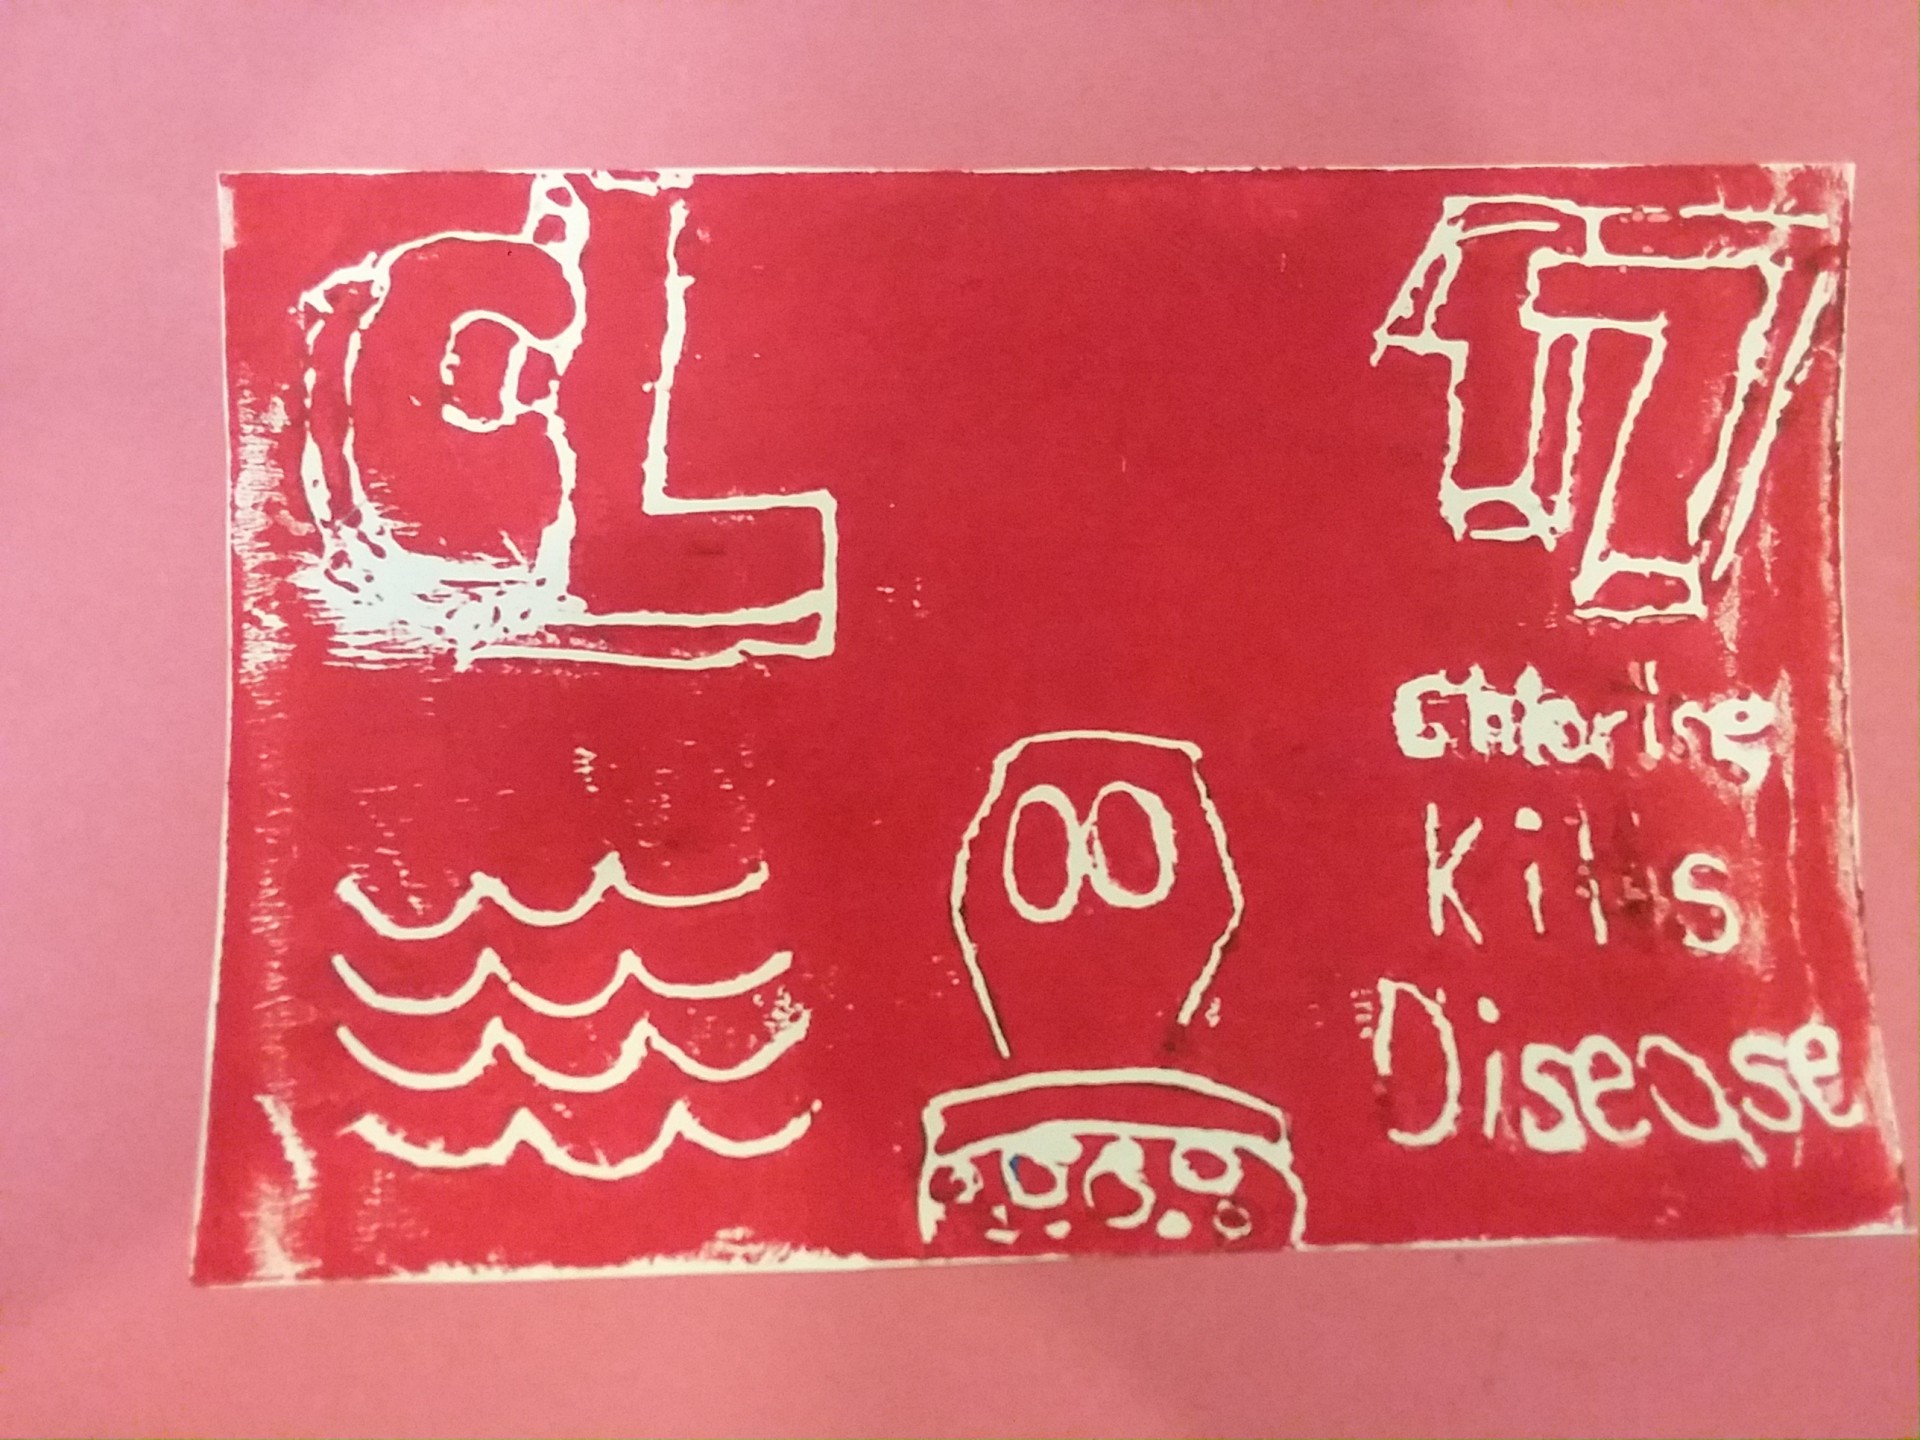 CL
17
Chlorine
Kills
Disease